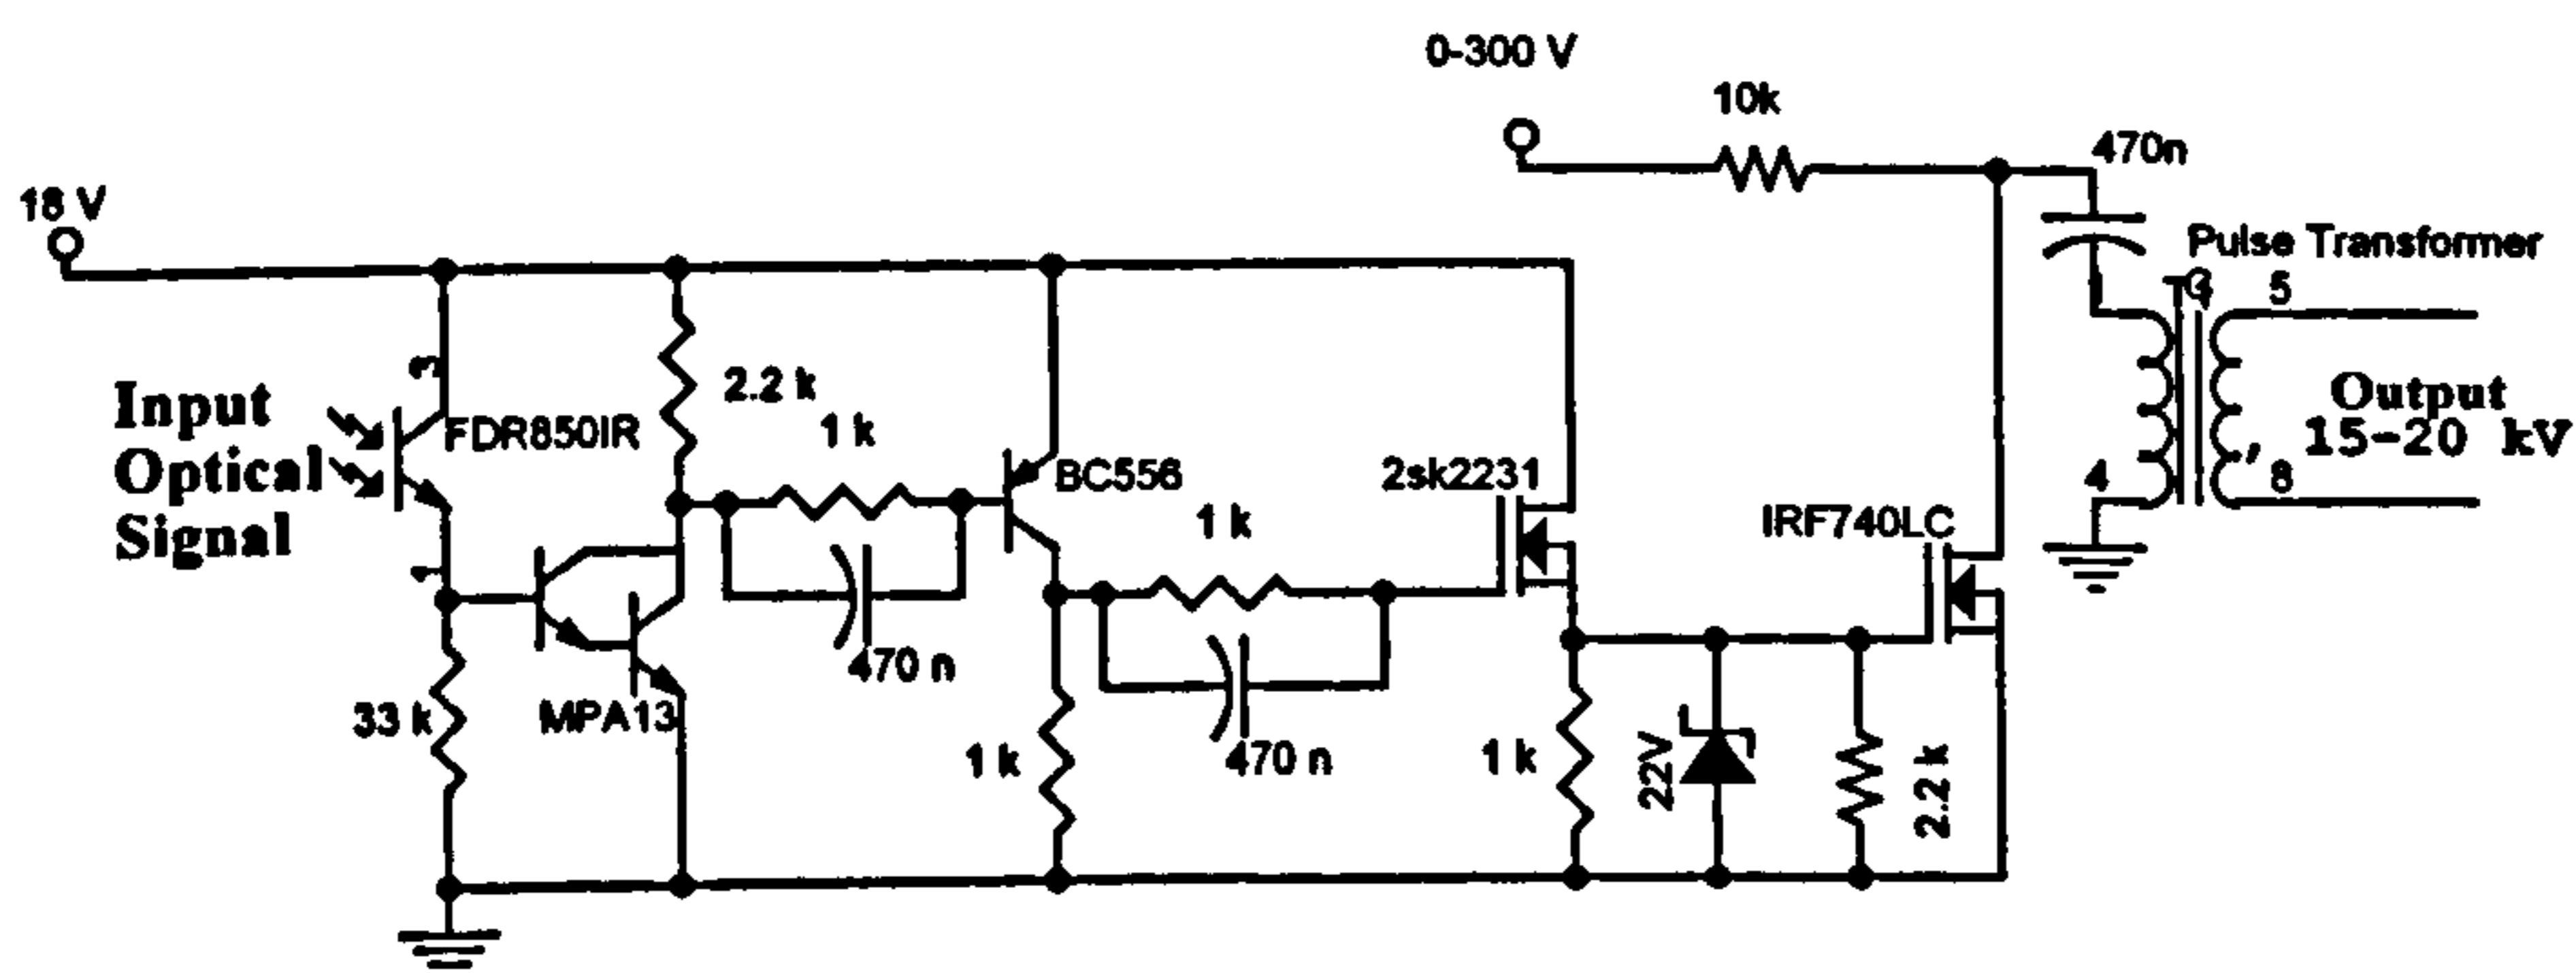 0-300 V
10k
470n
18 V
Pulse Transformer
5
3
2.2 k
Input
Optical
Signal
FDR850IR
1 k
Output
15-20 kV
BC556
2sk2231
4
8
1 k
IRF740LC
1
470 n
33 k
MPA13
1 k
470 n
1 k
22V
2.2 k